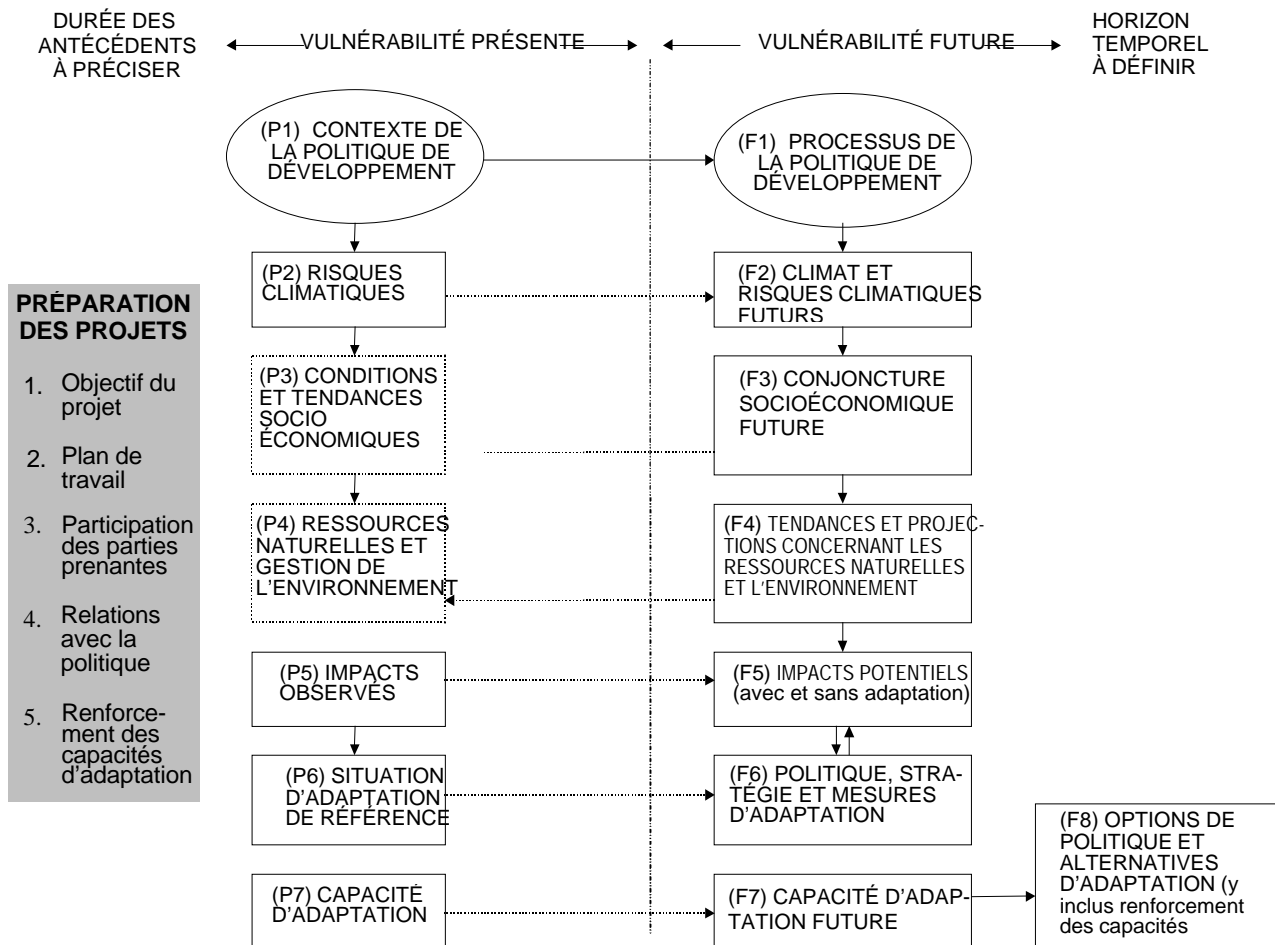 DURÉE DES
ANTÉCÉDENTS
À PRÉCISER
VULNÉRABILITÉ PRÉSENTE
VULNÉRABILITÉ FUTURE
HORIZON
TEMPOREL
À DÉFINIR
(P1) CONTEXTE DE
LA POLITIQUE DE
DÉVELOPPEMENT
(F1) PROCESSUS DE
LA POLITIQUE DE
DÉVELOPPEMENT
(P2) RISQUES
CLIMATIQUES
(F2) CLIMAT ET
RISQUES CLIMATIQUES
FUTURS
PRÉPARATION
DES PROJETS
1. Objectif du
projet
2. Plan de
travail
3. Participation
des parties
prenantes
4. Relations
avec la
politique
5. Renforce-
ment des
capacités
d'adaptation
(P3) CONDITIONS
ET TENDANCES
SOCIO
ÉCONOMIQUES
(F3) CONJONCTURE
SOCIOÉCONOMIQUE
FUTURE
(P4) RESSOURCES
NATURELLES ET
GESTION DE
L'ENVIRONNEMENT
(F4) TENDANCES ET PROJEC-
TIONS CONCERNANT LES
RESSOURCES NATURELLES
ET L'ENVIRONNEMENT
(P5) IMPACTS
OBSERVÉS
(F5) IMPACTS POTENTIELS
(avec et sans adaptation)
(P6) SITUATION
D'ADAPTATION
DE RÉFÉRENCE
(F6) POLITIQUE, STRA-
TÉGIE ET MESURES
D'ADAPTATION
(P7) CAPACITÉ
D'ADAPTATION
(F7) CAPACITÉ D'ADAP-
TATION FUTURE
(F8) OPTIONS DE
POLITIQUE ET
ALTERNATIVES
D'ADAPTATION (y
inclus renforcement
des capacités